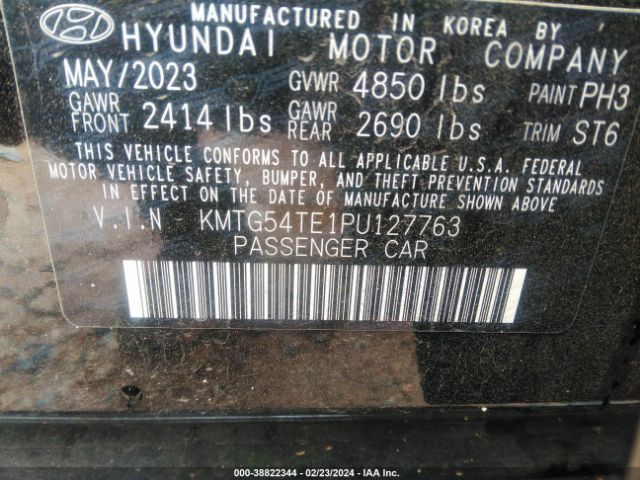 MANUFACTURED IN KOREA BY
HYUNDAI MOTOR COMPANY
MAY/2023 GVWR 4850 lbs PAINT PH3
GAWR FRONT 2414 lbs GAWR REAR 2690 lbs TRIM ST6
THIS VEHICLE CONFORMS TO ALL APPLICABLE U.S.A. FEDERAL
MOTOR VEHICLE SAFETY, BUMPER, AND THEFT PREVENTION STANDARDS
IN EFFECT ON THE DATE OF MANUFACTURE SHOWN ABOVE.
V.I.N KMTG54TE1PU127763
PASSENGER CAR
000-38822344 - 02/23/2024 - IAA Inc.